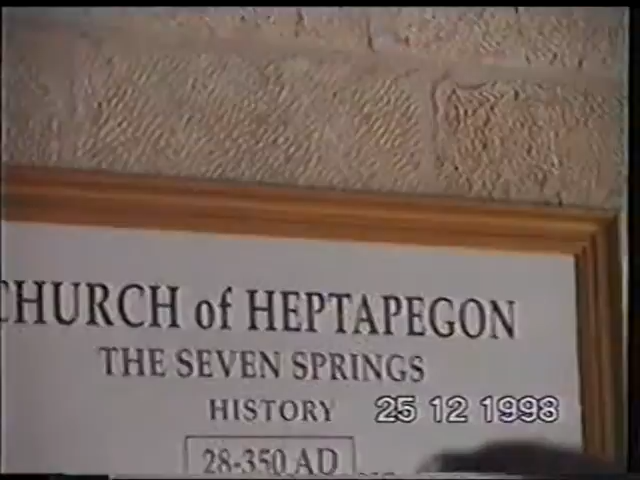 CHURCH of HEPTAPEGON
THE SEVEN SPRINGS
HISTORY
25 12 1998
28-350 AD